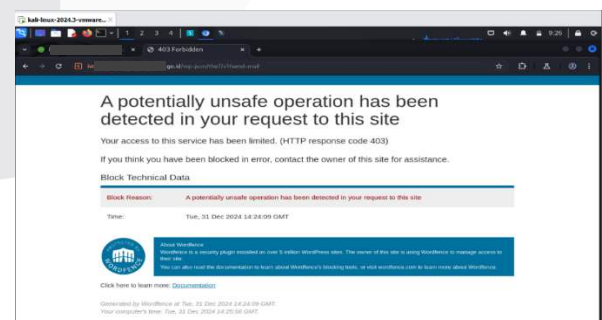 kali-linux-2024.3-vmware...
1 2 3 4
9:26
403 Forbidden
go.id/wp-json/
A potentially unsafe operation has been
detected in your request to this site
Your access to this service has been limited. (HTTP response code 403)
If you think you have been blocked in error, contact the owner of this site for assistance.
Block Technical Data
Block Reason: A potentially unsafe operation has been detected in your request to this site
Time: Tue, 31 Dec 2024 14:24:09 GMT
WORDFENCE
About Wordfence
Wordfence is a security plugin installed on over 5 million WordPress sites. The owner of this site is using Wordfence to manage access to
their site.
You can also read the documentation to learn about Wordfence's blocking tools, or visit wordfence.com to learn more about Wordfence.
Click here to learn more: Documentation
Generated by Wordfence at Tue, 31 Dec 2024 14:24:09 GMT.
Your computer's time: Tue, 31 Dec 2024 14:25:58 GMT.